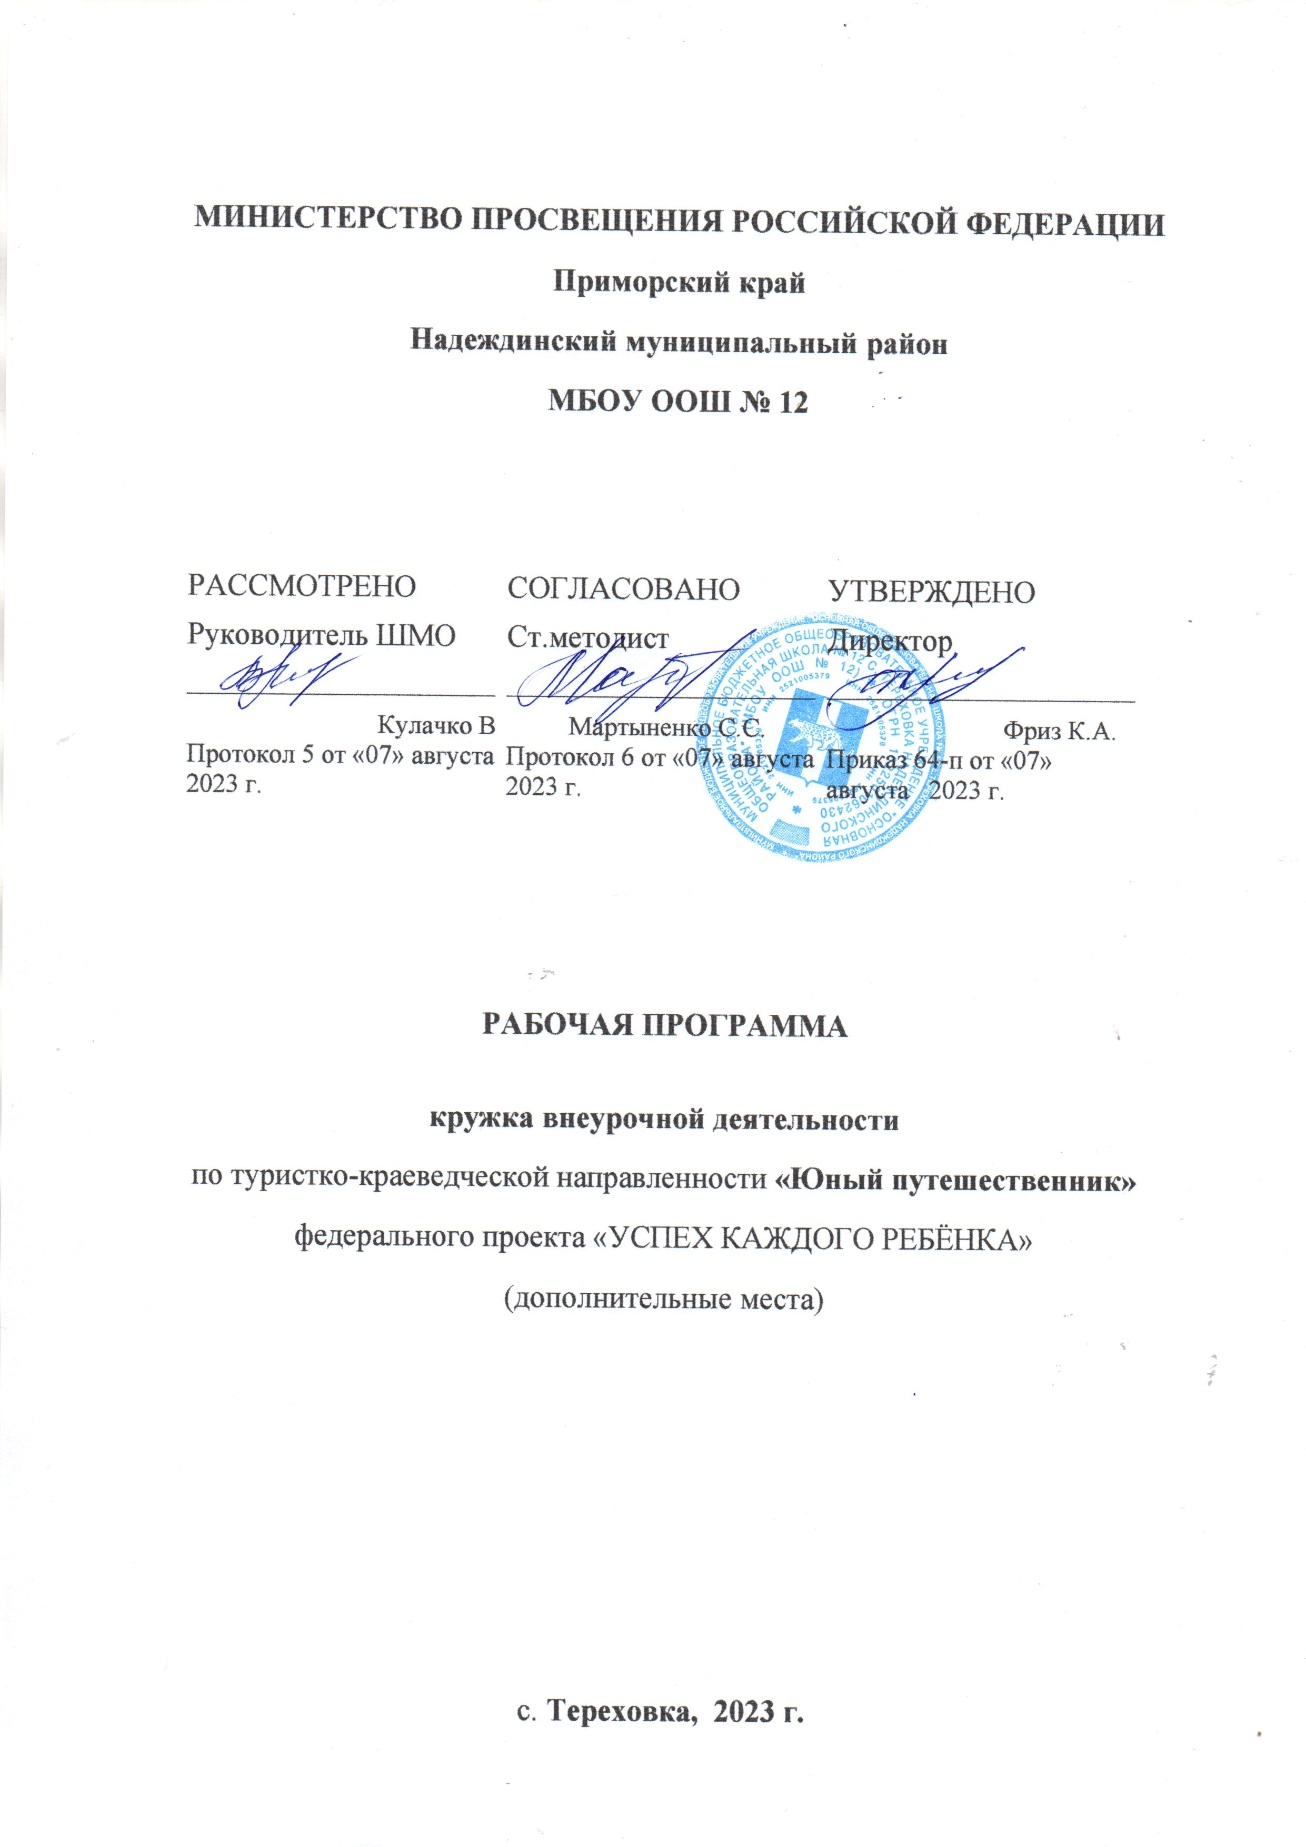 МИНИСТЕРСТВО ПРОСВЕЩЕНИЯ РОССИЙСКОЙ ФЕДЕРАЦИИ
Приморский край
Надеждинский муниципальный район
МБОУ ООШ № 12
РАССМОТРЕНО
Руководитель ШМО
Кулачко В
Протокол 5 от «07» августа
2023 г.
СОГЛАСОВАНО
Ст.методист
Мартыненко С.С.
Протокол 6 от «07» августа
2023 г.
УТВЕРЖДЕНО
Директор
Фриз К.А.
Приказ 64-п от «07»
августа 2023 г.
РАБОЧАЯ ПРОГРАММА
кружка внеурочной деятельности
по туристко-краеведческой направленности «Юный путешественник»
федерального проекта «УСПЕХ КАЖДОГО РЕБЁНКА»
(дополнительные места)
с. Тереховка, 2023 г.